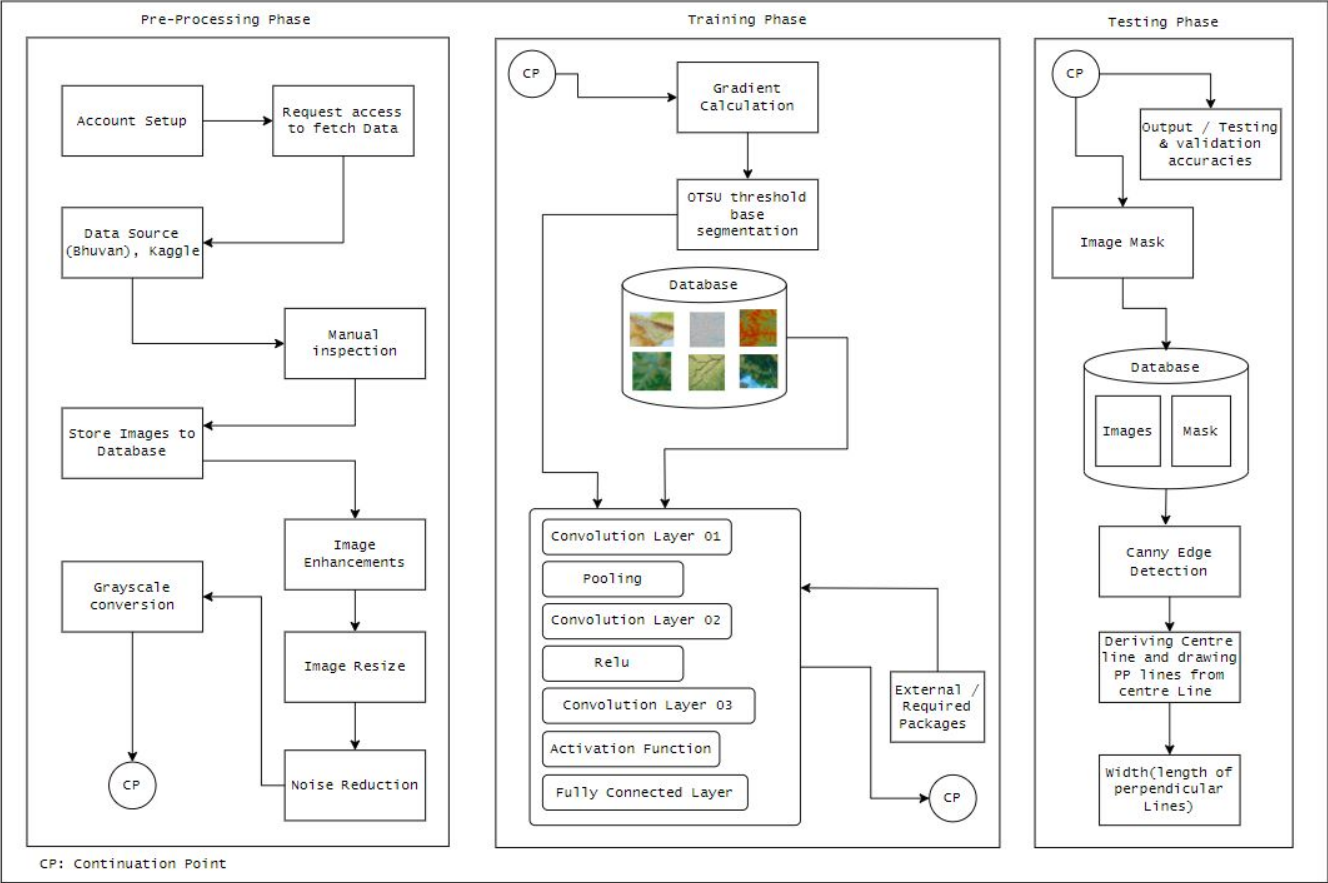 Pre-Processing Phase
Account Setup
Request access
to fetch Data
Data Source
(Bhuvan), Kaggle
Manual
inspection
Store Images to
Database
Image
Enhancements
Grayscale
conversion
Image Resize
Noise Reduction
CP
CP: Continuation Point
Training Phase
CP
Gradient
Calculation
OTSU threshold
base
segmentation
Database
Convolution Layer 01
Pooling
Convolution Layer 02
Relu
Convolution Layer 03
Activation Function
Fully Connected Layer
External /
Required
Packages
CP
Testing Phase
CP
Output / Testing
& validation
accuracies
Image Mask
Database
Images
Mask
Canny Edge
Detection
Deriving Centre
line and drawing
PP lines from
centre Line
Width(length of
perpendicular
Lines)